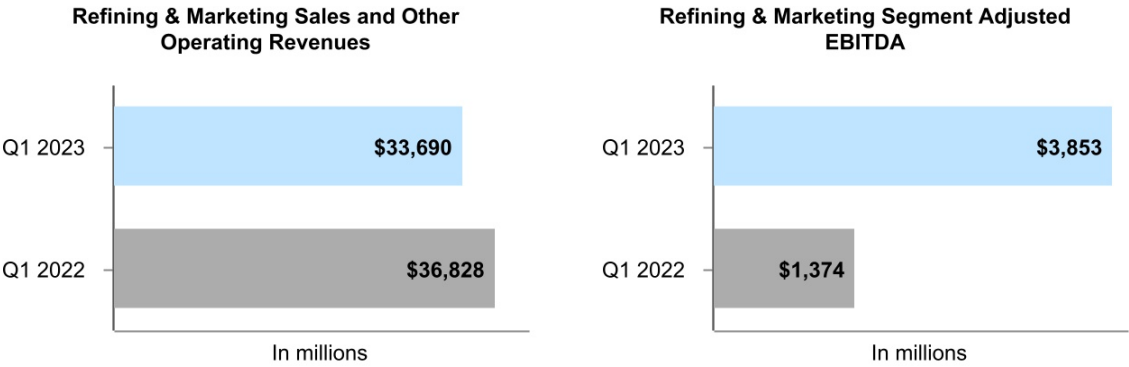 Refining & Marketing Sales and Other
Operating Revenues
Q1 2023
$33,690
Q1 2022
$36,828
In millions
Refining & Marketing Segment Adjusted
EBITDA
Q1 2023
$3,853
Q1 2022
$1,374
In millions